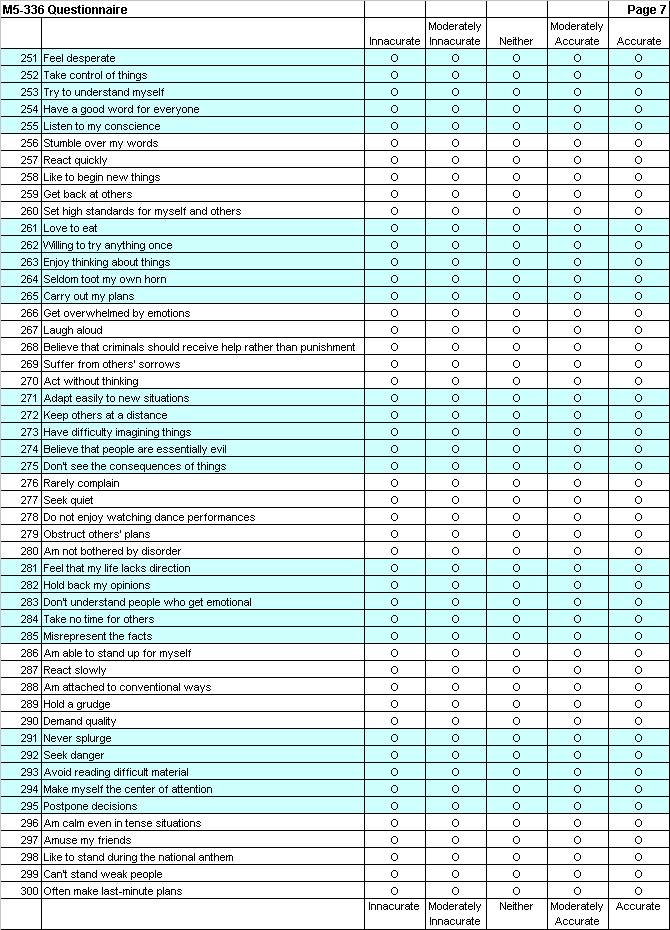 M5-336 Questionnaire Page 7
Moderately Moderately
Innacurate Innacurate Neither Accurate Accurate
251 Feel desperate O O O O O
252 Take control of things O O O O O
253 Try to understand myself O O O O O
254 Have a good word for everyone O O O O O
255 Listen to my conscience O O O O O
256 Stumble over my words O O O O O
257 React quickly O O O O O
258 Like to begin new things O O O O O
259 Get back at others O O O O O
260 Set high standards for myself and others O O O O O
261 Love to eat O O O O O
262 Willing to try anything once O O O O O
263 Enjoy thinking about things O O O O O
264 Seldom toot my own horn O O O O O
265 Carry out my plans O O O O O
266 Get overwhelmed by emotions O O O O O
267 Laugh aloud O O O O O
268 Believe that criminals should receive help rather than punishment O O O O O
269 Suffer from others' sorrows O O O O O
270 Act without thinking O O O O O
271 Adapt easily to new situations O O O O O
272 Keep others at a distance O O O O O
273 Have difficulty imagining things O O O O O
274 Believe that people are essentially evil O O O O O
275 Don't see the consequences of things O O O O O
276 Rarely complain O O O O O
277 Seek quiet O O O O O
278 Do not enjoy watching dance performances O O O O O
279 Obstruct others' plans O O O O O
280 Am not bothered by disorder O O O O O
281 Feel that my life lacks direction O O O O O
282 Hold back my opinions O O O O O
283 Don't understand people who get emotional O O O O O
284 Take no time for others O O O O O
285 Misrepresent the facts O O O O O
286 Am able to stand up for myself O O O O O
287 React slowly O O O O O
288 Am attached to conventional ways O O O O O
289 Hold a grudge O O O O O
290 Demand quality O O O O O
291 Never splurge O O O O O
292 Seek danger O O O O O
293 Avoid reading difficult material O O O O O
294 Make myself the center of attention O O O O O
295 Postpone decisions O O O O O
296 Am calm even in tense situations O O O O O
297 Amuse my friends O O O O O
298 Like to stand during the national anthem O O O O O
299 Can't stand weak people O O O O O
300 Often make last-minute plans O O O O O
Innacurate Moderately Neither Moderately Accurate
Innacurate Accurate